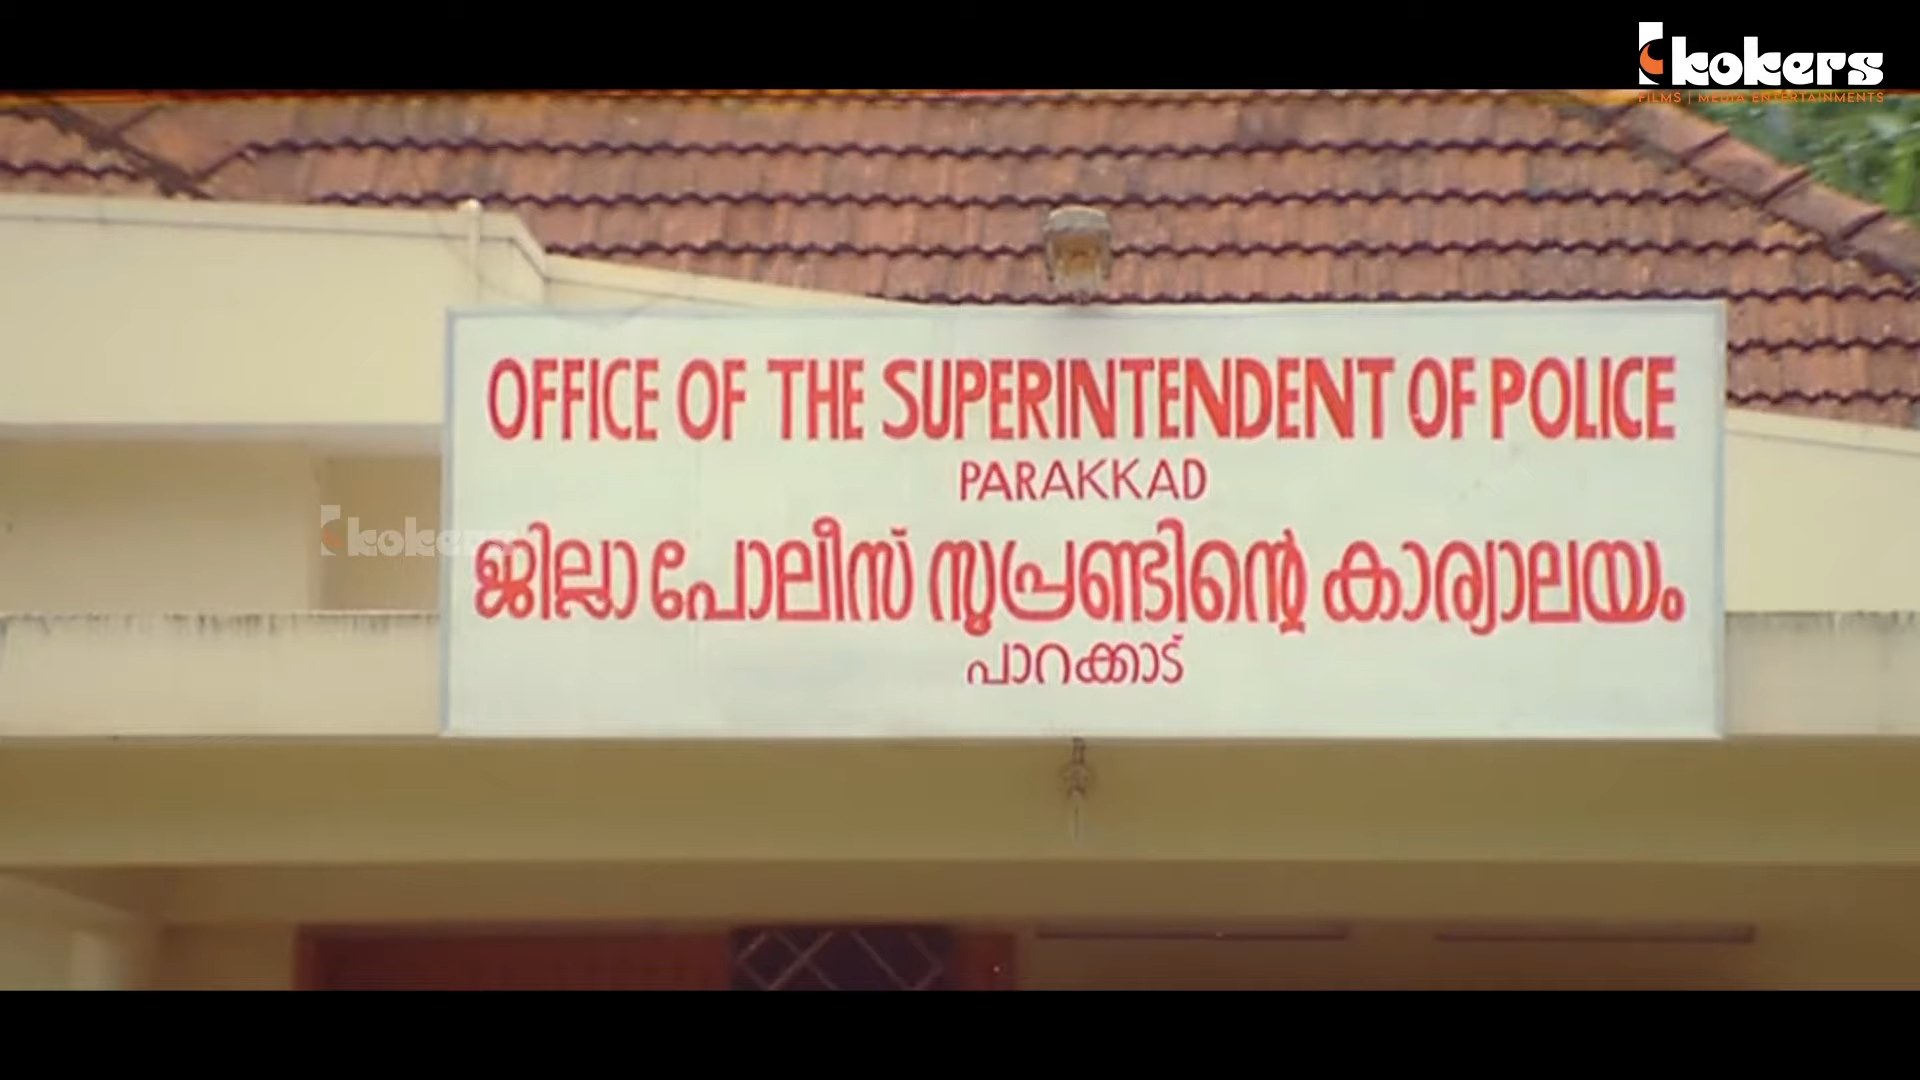 kokers
FILMS | MEDIA ENTERTAINMENTS
OFFICE OF THE SUPERINTENDENT OF POLICE
PARAKKAD
kokers
ജില്ലാ പോലീസ് സൂപ്രണ്ടിന്റെ കാര്യാലയം
പാറക്കാട്